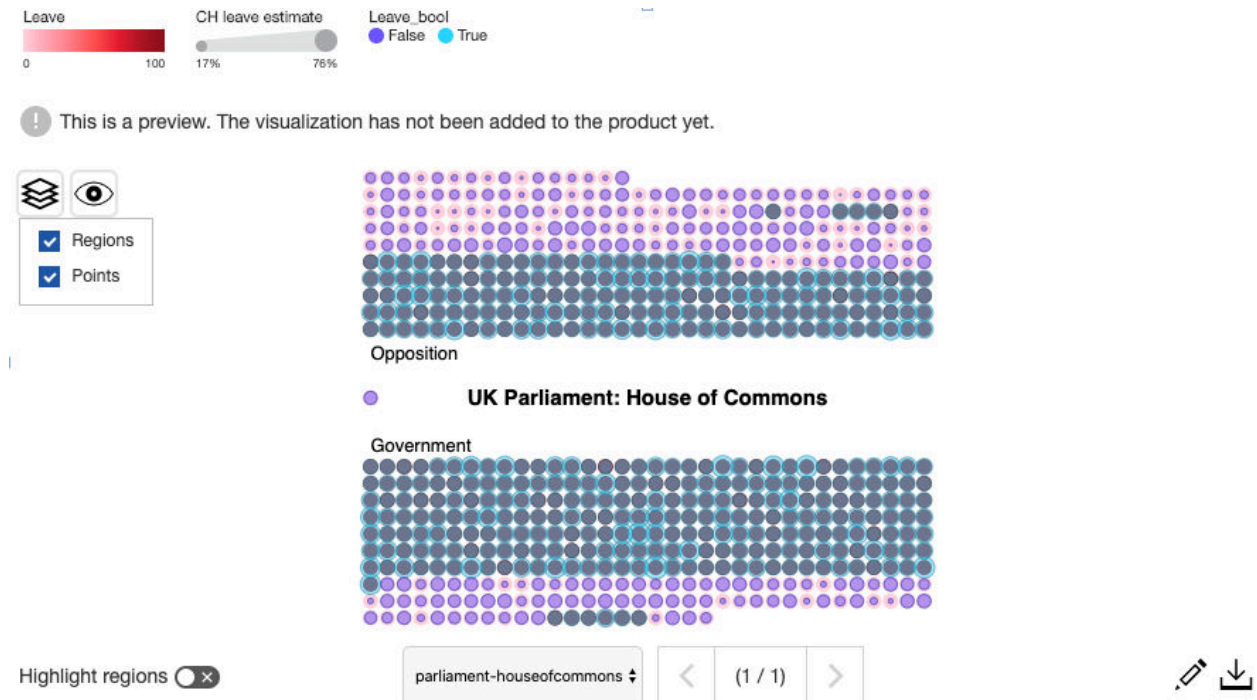 Leave
CH leave estimate
Leave_bool
False
True
0
100
17%
76%
This is a preview. The visualization has not been added to the product yet.
Regions
Points
Opposition
UK Parliament: House of Commons
Government
Highlight regions
parliament-houseofcommons
(1 / 1)